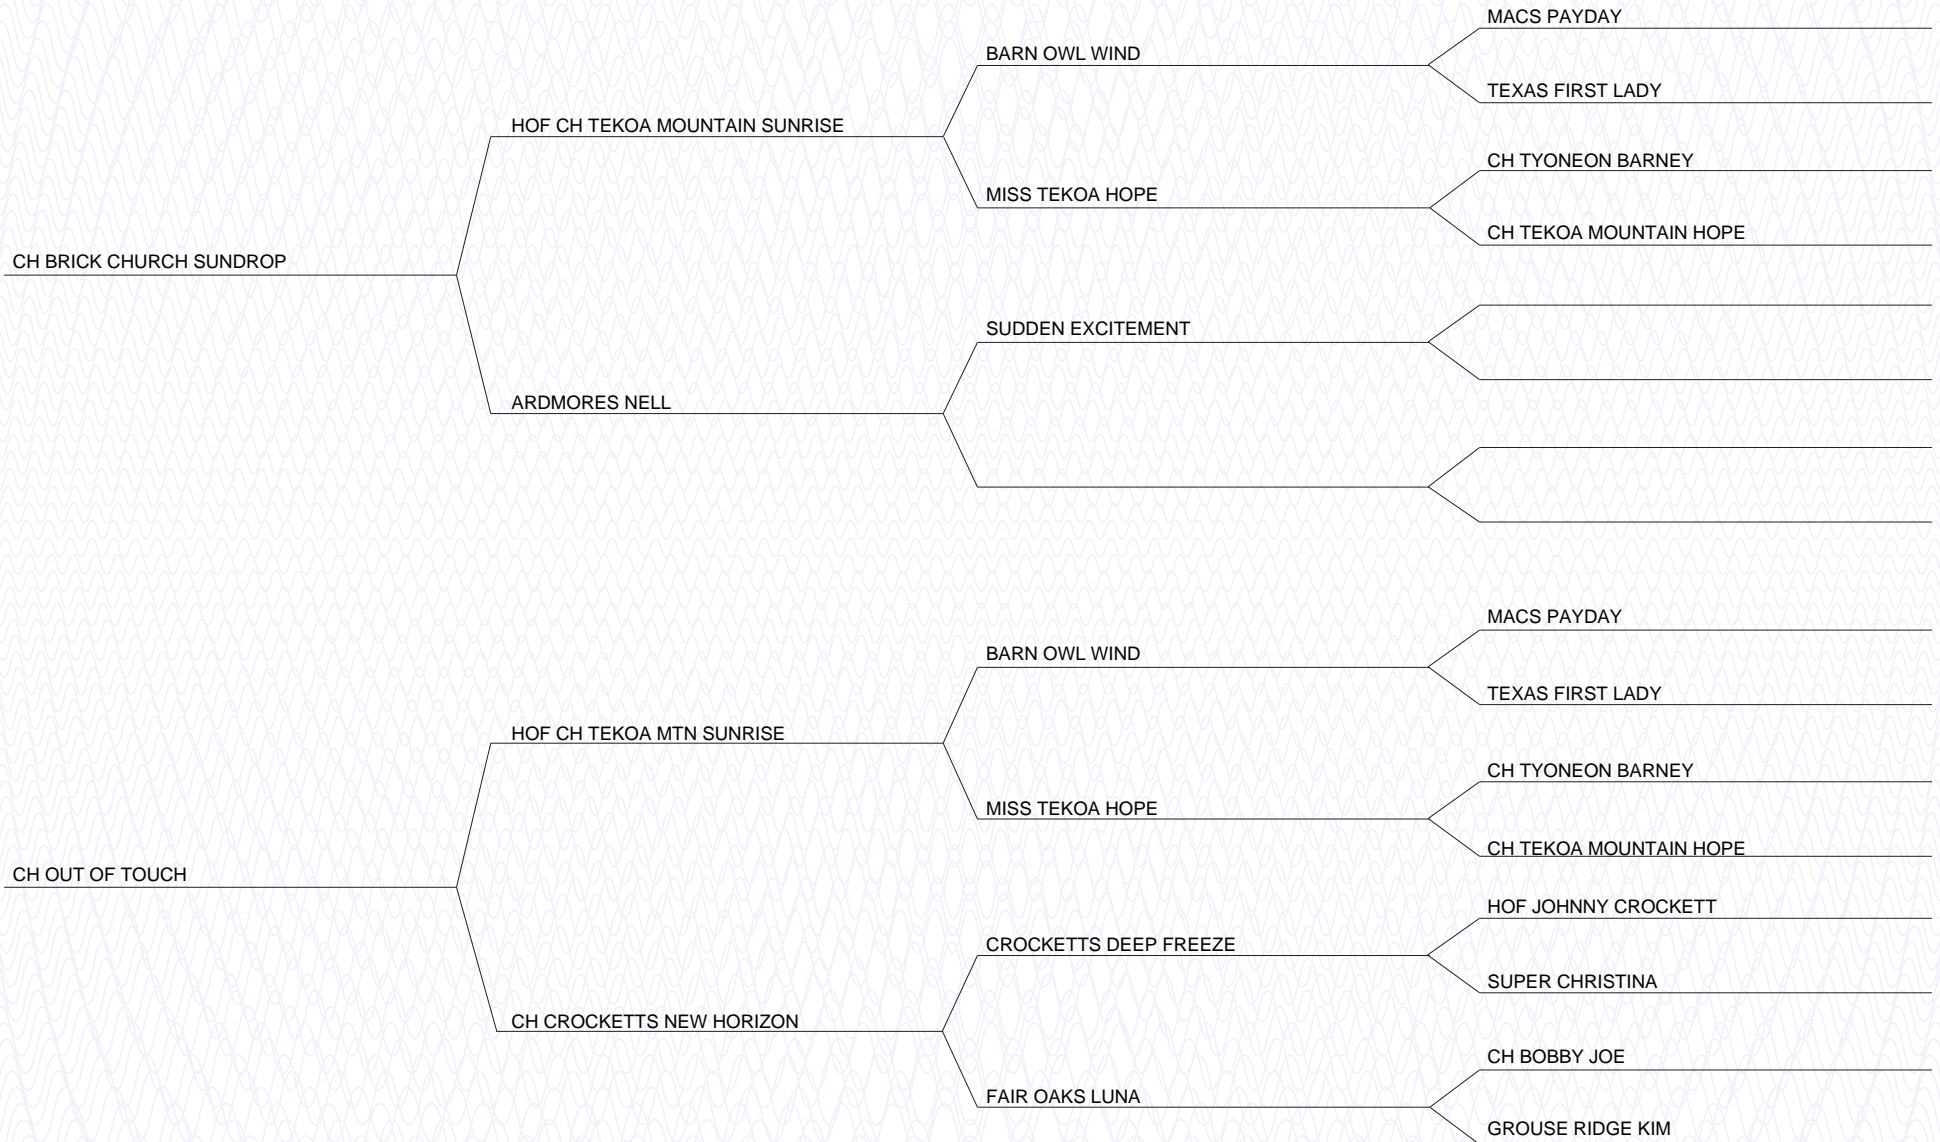 MACS PAYDAY
BARN OWL WIND
TEXAS FIRST LADY
HOF CH TEKOA MOUNTAIN SUNRISE
CH TYONEON BARNEY
MISS TEKOA HOPE
CH TEKOA MOUNTAIN HOPE
CH BRICK CHURCH SUNDROP
SUDDEN EXCITEMENT
ARDMORES NELL
MACS PAYDAY
BARN OWL WIND
TEXAS FIRST LADY
HOF CH TEKOA MTN SUNRISE
CH TYONEON BARNEY
MISS TEKOA HOPE
CH TEKOA MOUNTAIN HOPE
CH OUT OF TOUCH
HOF JOHNNY CROCKETT
CROCKETTS DEEP FREEZE
SUPER CHRISTINA
CH CROCKETTS NEW HORIZON
CH BOBBY JOE
FAIR OAKS LUNA
GROUSE RIDGE KIM